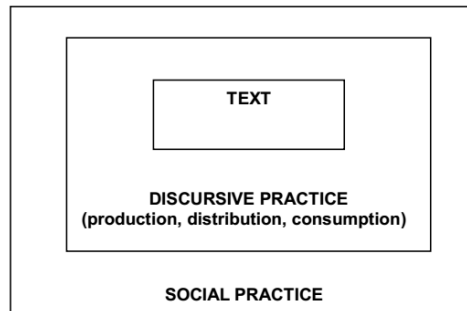 TEXT
DISCURSIVE PRACTICE
(production, distribution, consumption)
SOCIAL PRACTICE